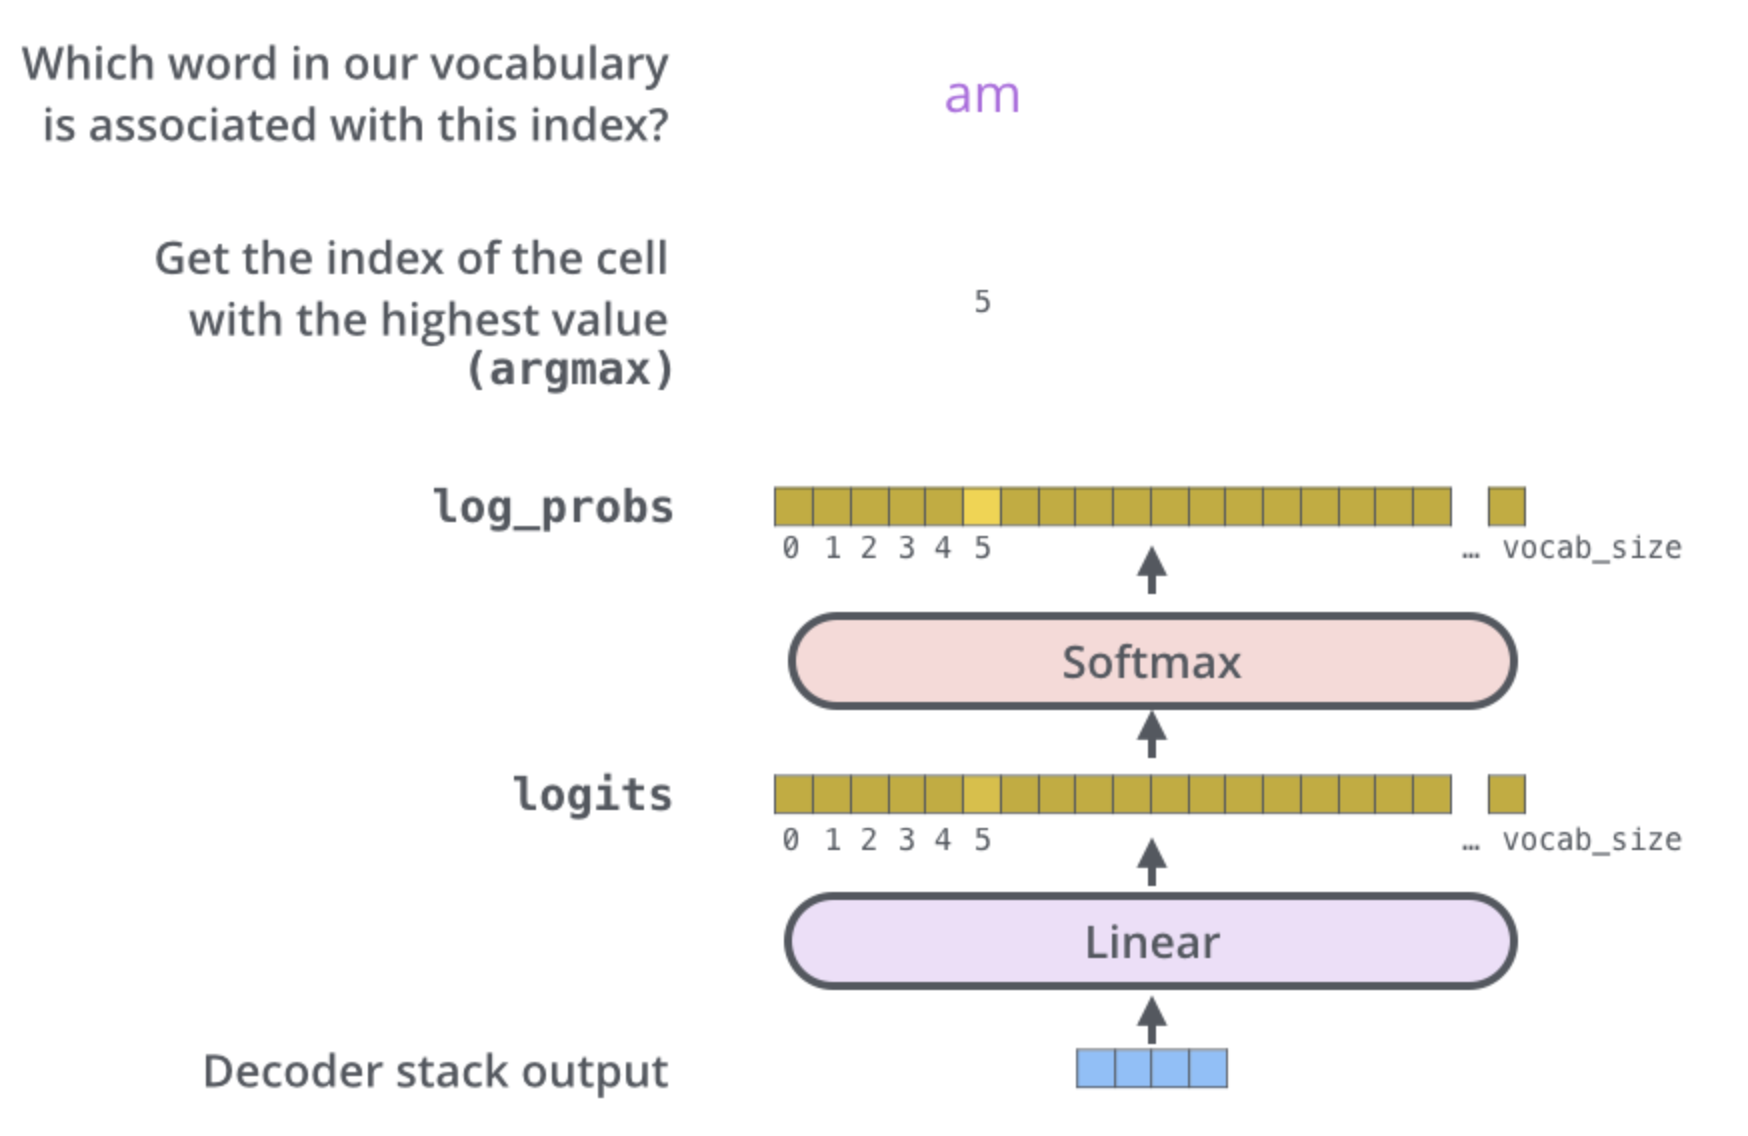 Which word in our vocabulary
is associated with this index?
am
Get the index of the cell
with the highest value
(argmax)
5
log_probs
0 1 2 3 4 5 … vocab_size
Softmax
logits
0 1 2 3 4 5 … vocab_size
Linear
Decoder stack output